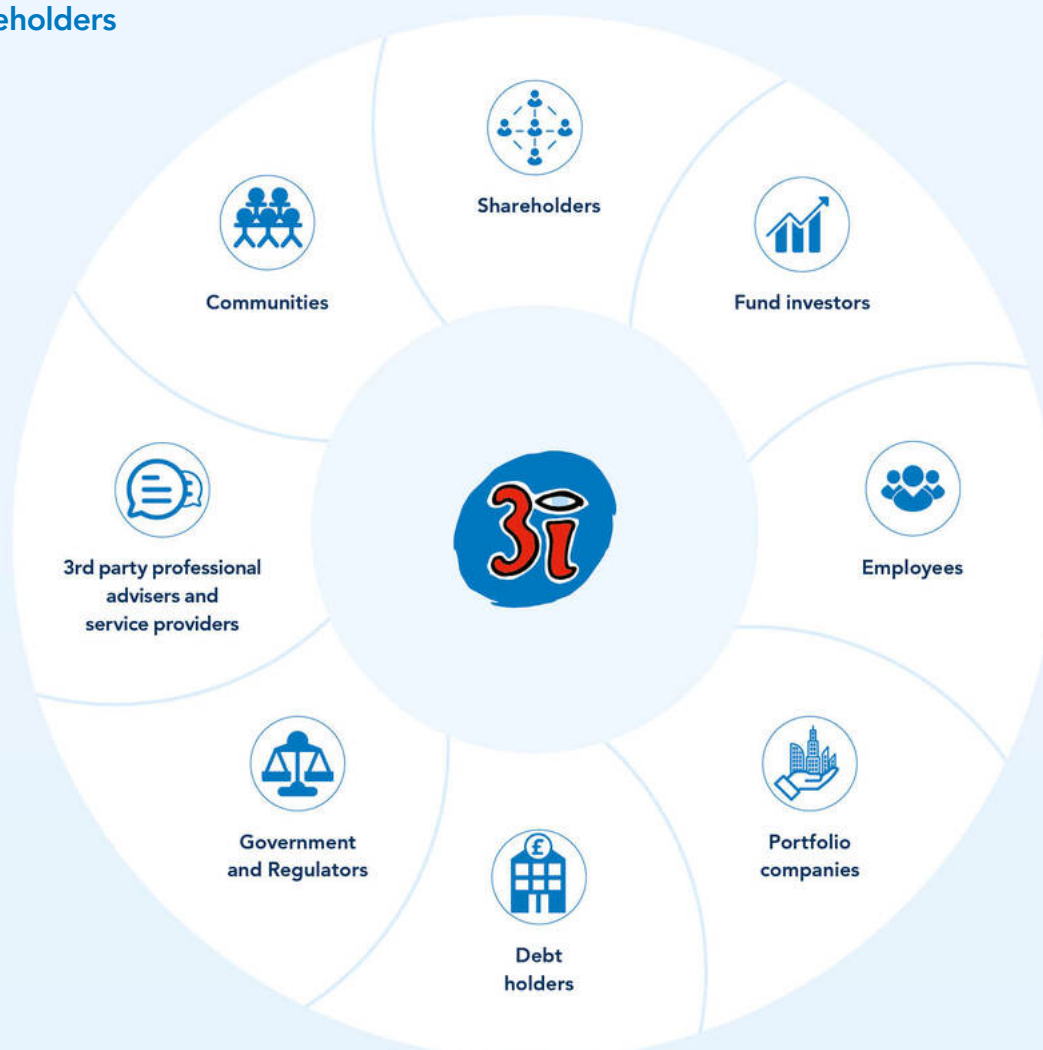 eholders
Shareholders
Fund investors
Employees
Portfolio
companies
Debt
holders
£
Government
and Regulators
3rd party professional
advisers and
service providers
Communities
3i